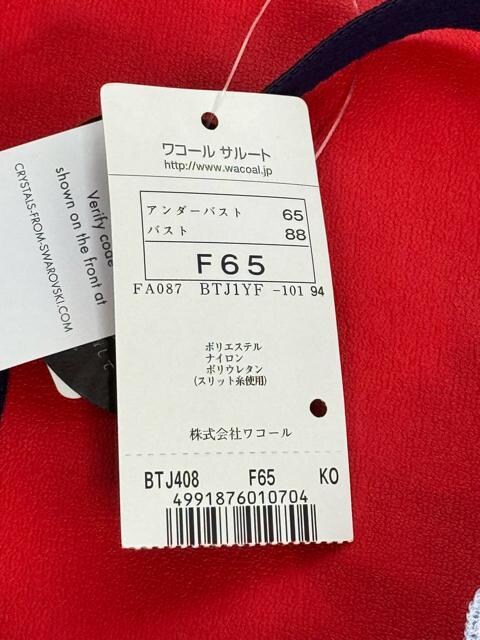 ワコール サルート
http://www.wacoal.jp
アンダーバスト 65
バスト 88
F65
FA087 BTJ1YF -101 94
ポリエステル
ナイロン
ポリウレタン
(スリット糸使用)
株式会社ワコール
BTJ408 F65 KO
4991876010704
Verify code
shown on the front at
CRYSTALS-FROM-SWAROVSKI.COM